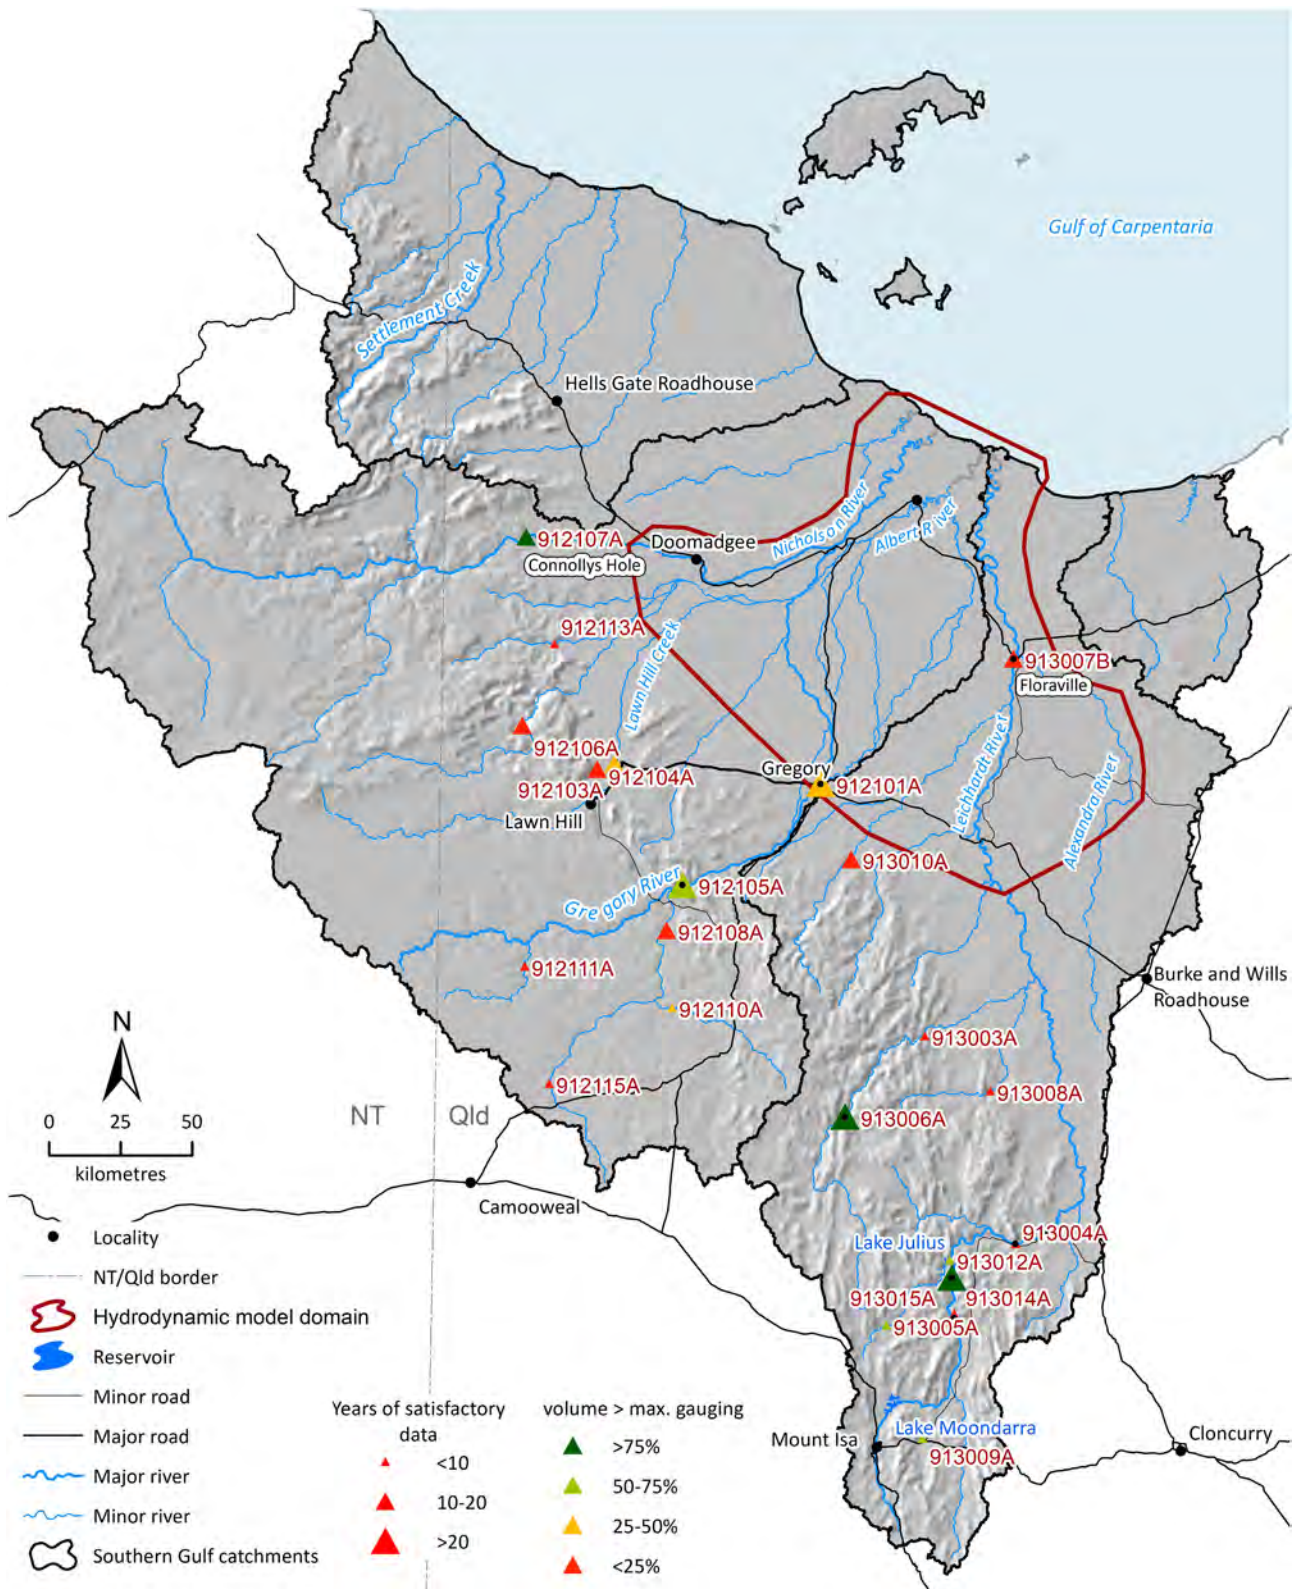 Gulf of Carpentaria
Settlement Creek
Hells Gate Roadhouse
Nicholson River
Albert River
912107A
Connollys Hole
Doomadgee
912113A
Lawn Hill Creek
913007B
Floraville
912106A
912104A
912103A
Lawn Hill
Gregory
912101A
Leichhardt River
Alexandra River
913010A
Gregory River
912105A
912108A
912111A
912110A
Burke and Wills
Roadhouse
913003A
912115A
913008A
913006A
N
0 25 50
kilometres
NT
Qld
Camooweal
Lake Julius
913004A
913012A
913015A
913014A
913005A
Lake Moondarra
Mount Isa
913009A
Cloncurry
Locality
NT/Qld border
Hydrodynamic model domain
Reservoir
Minor road
Major road
Major river
Minor river
Southern Gulf catchments
Years of satisfactory
data
<10
10-20
>20
volume > max. gauging
>75%
50-75%
25-50%
<25%